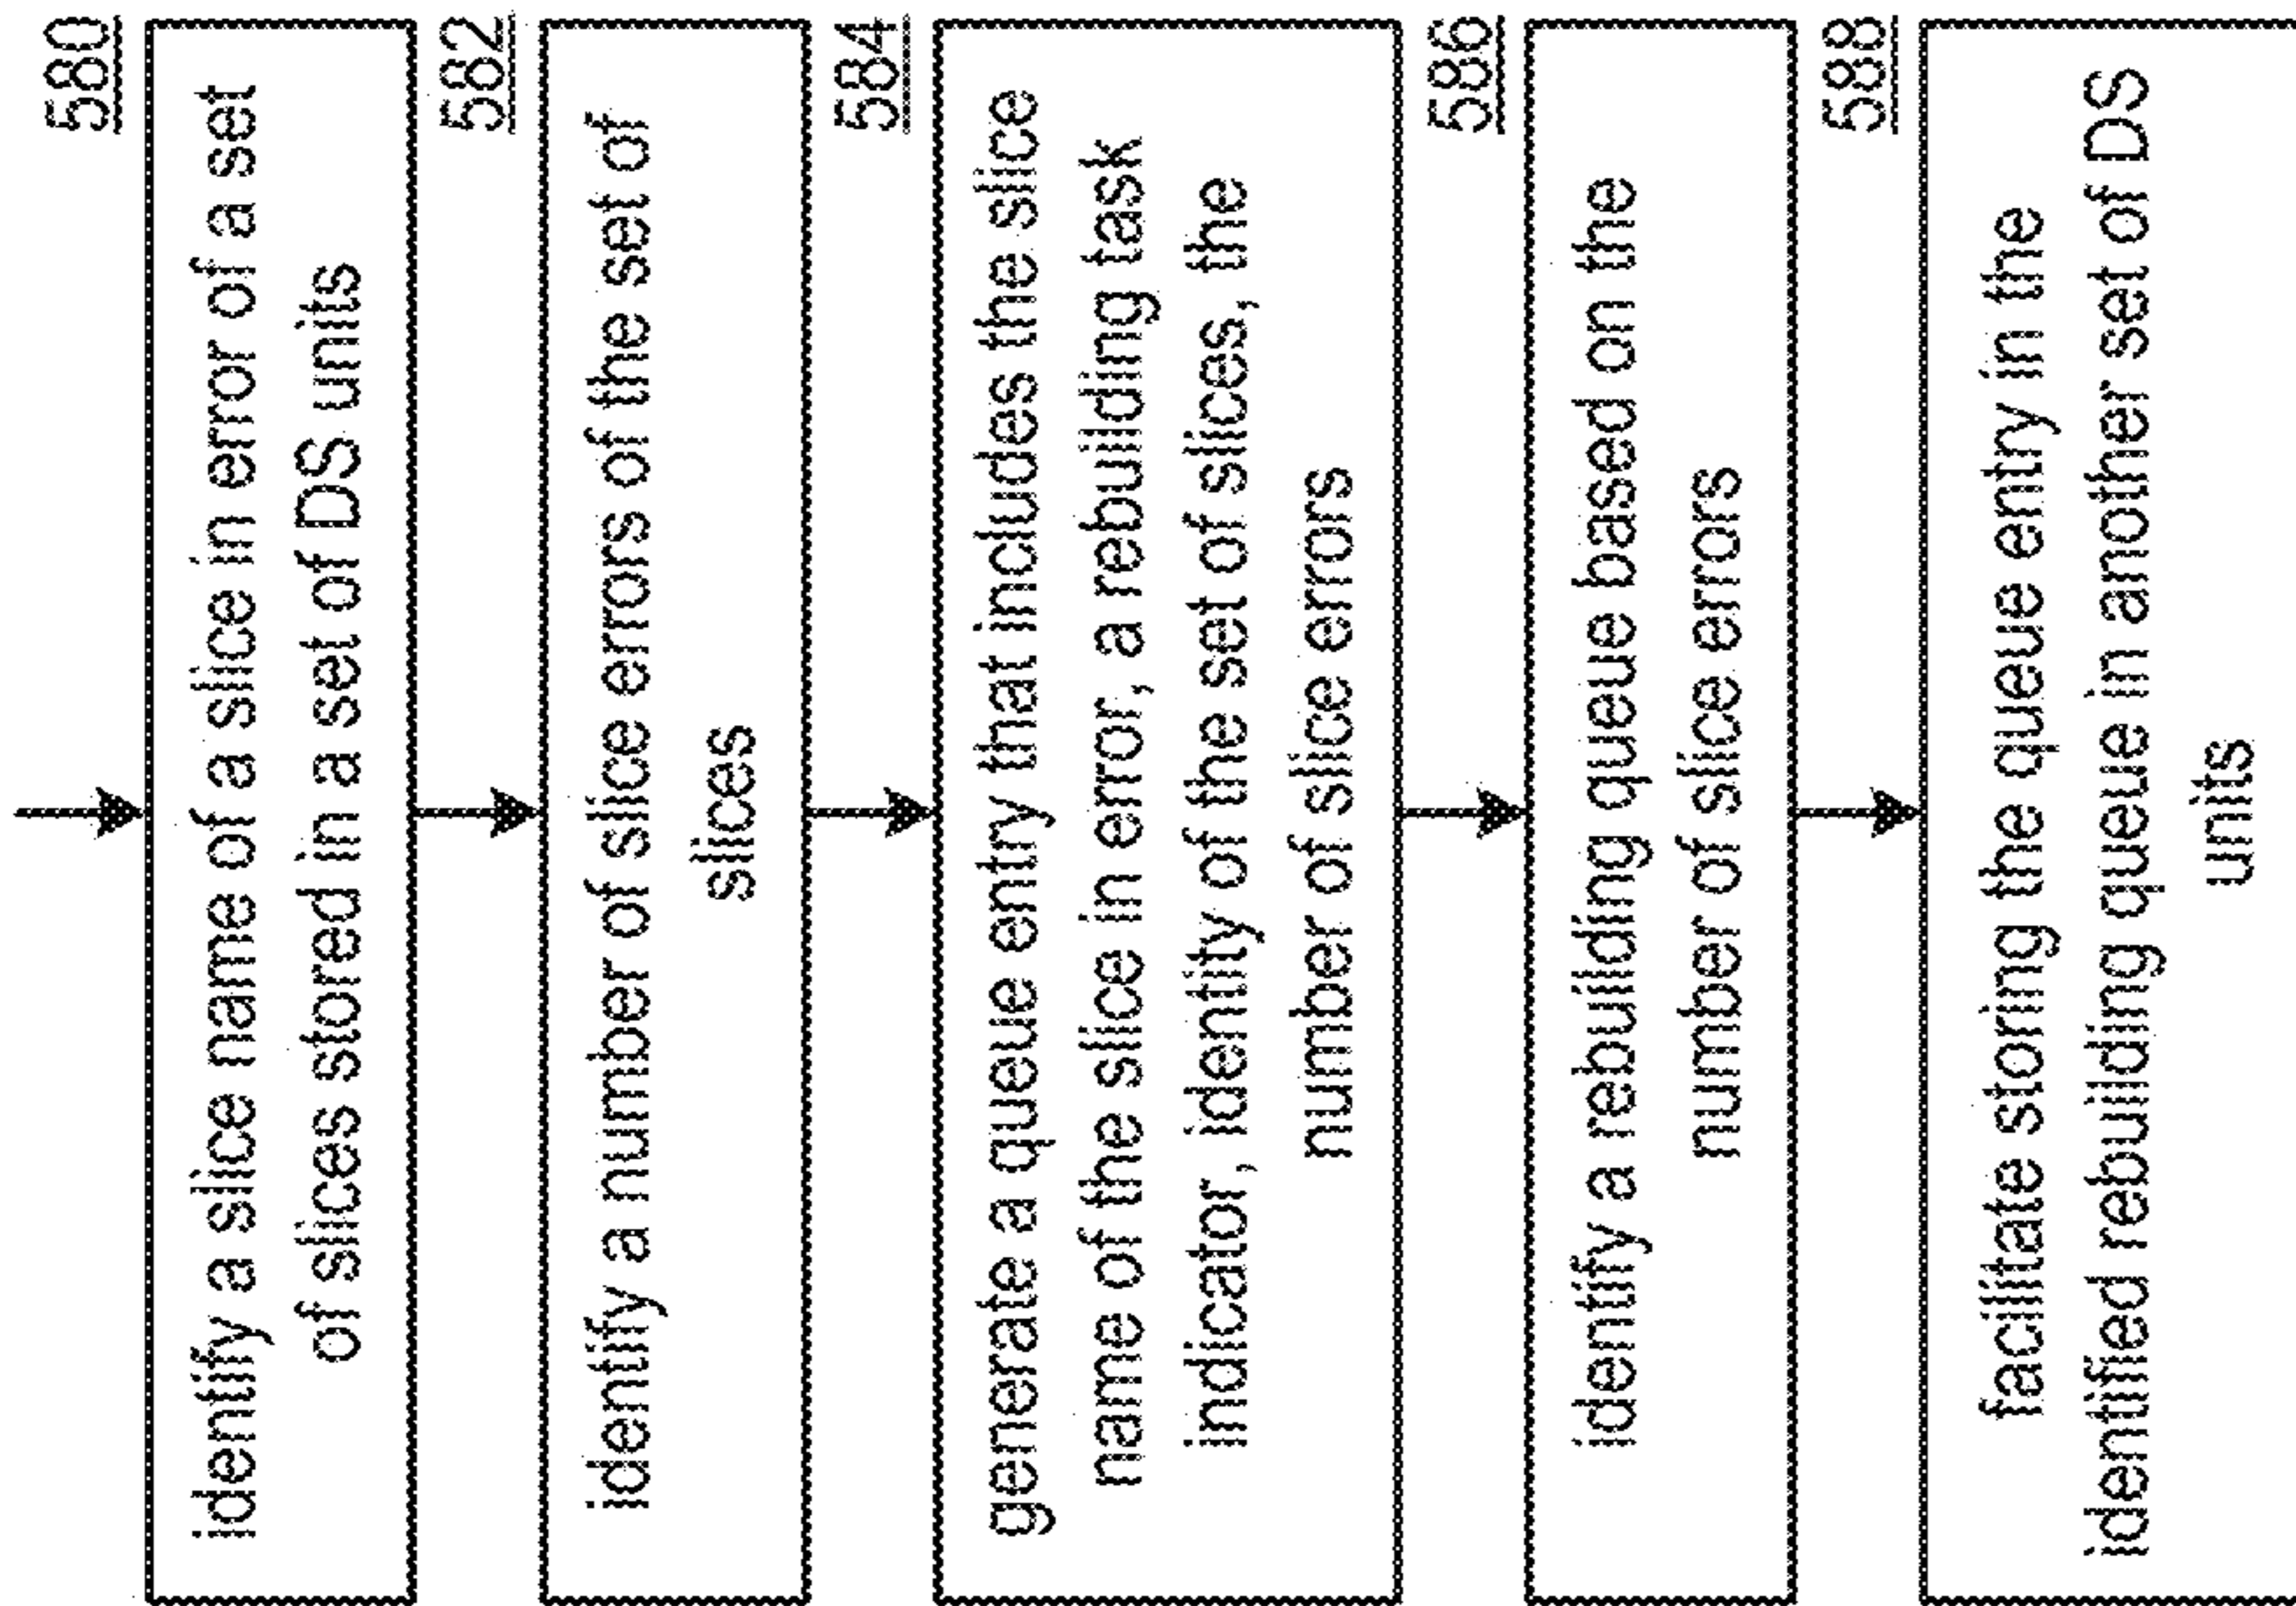 580
identify a slice name of a slice in error of a set
of slices stored in a set of DS units
582
identify a number of slice errors of the set of
slices
584
generate a queue entry that includes the slice
name of the slice in error, a rebuilding task
indicator, identity of the set of slices, the
number of slice errors
586
identify a rebuilding queue based on the
number of slice errors
588
facilitate storing the queue entry in the
identified rebuilding queue in another set of DS
units